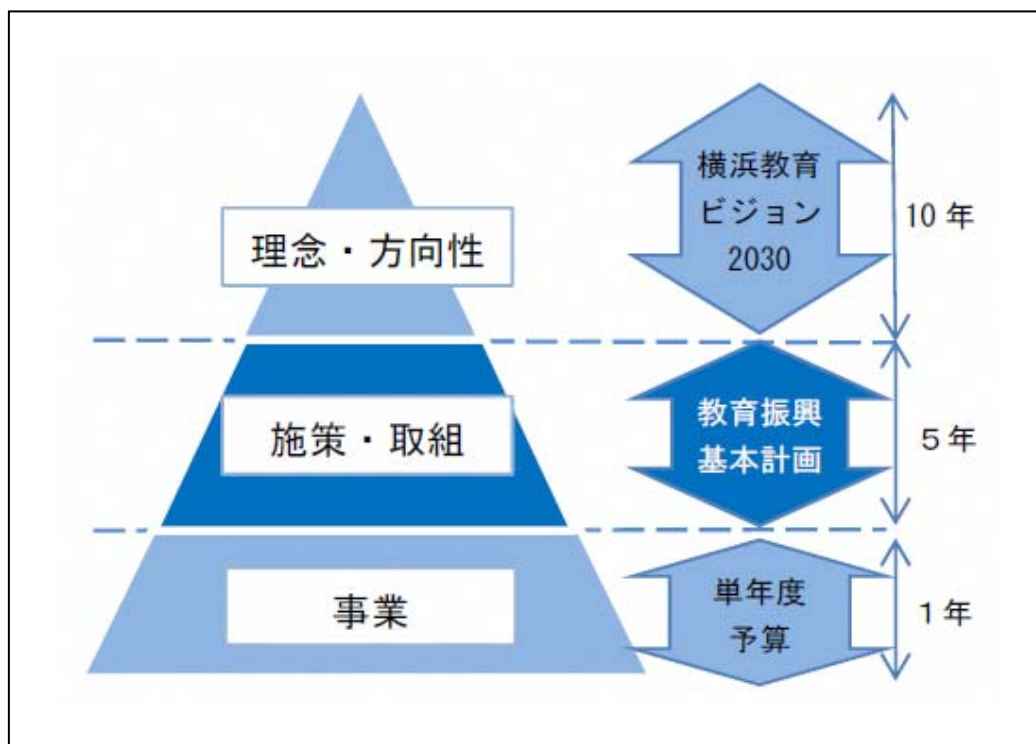 理念・方向性
横浜教育
ビジョン
2030
10 年
施策・取組
教育振興
基本計画
5 年
事業
単年度
予算
1 年